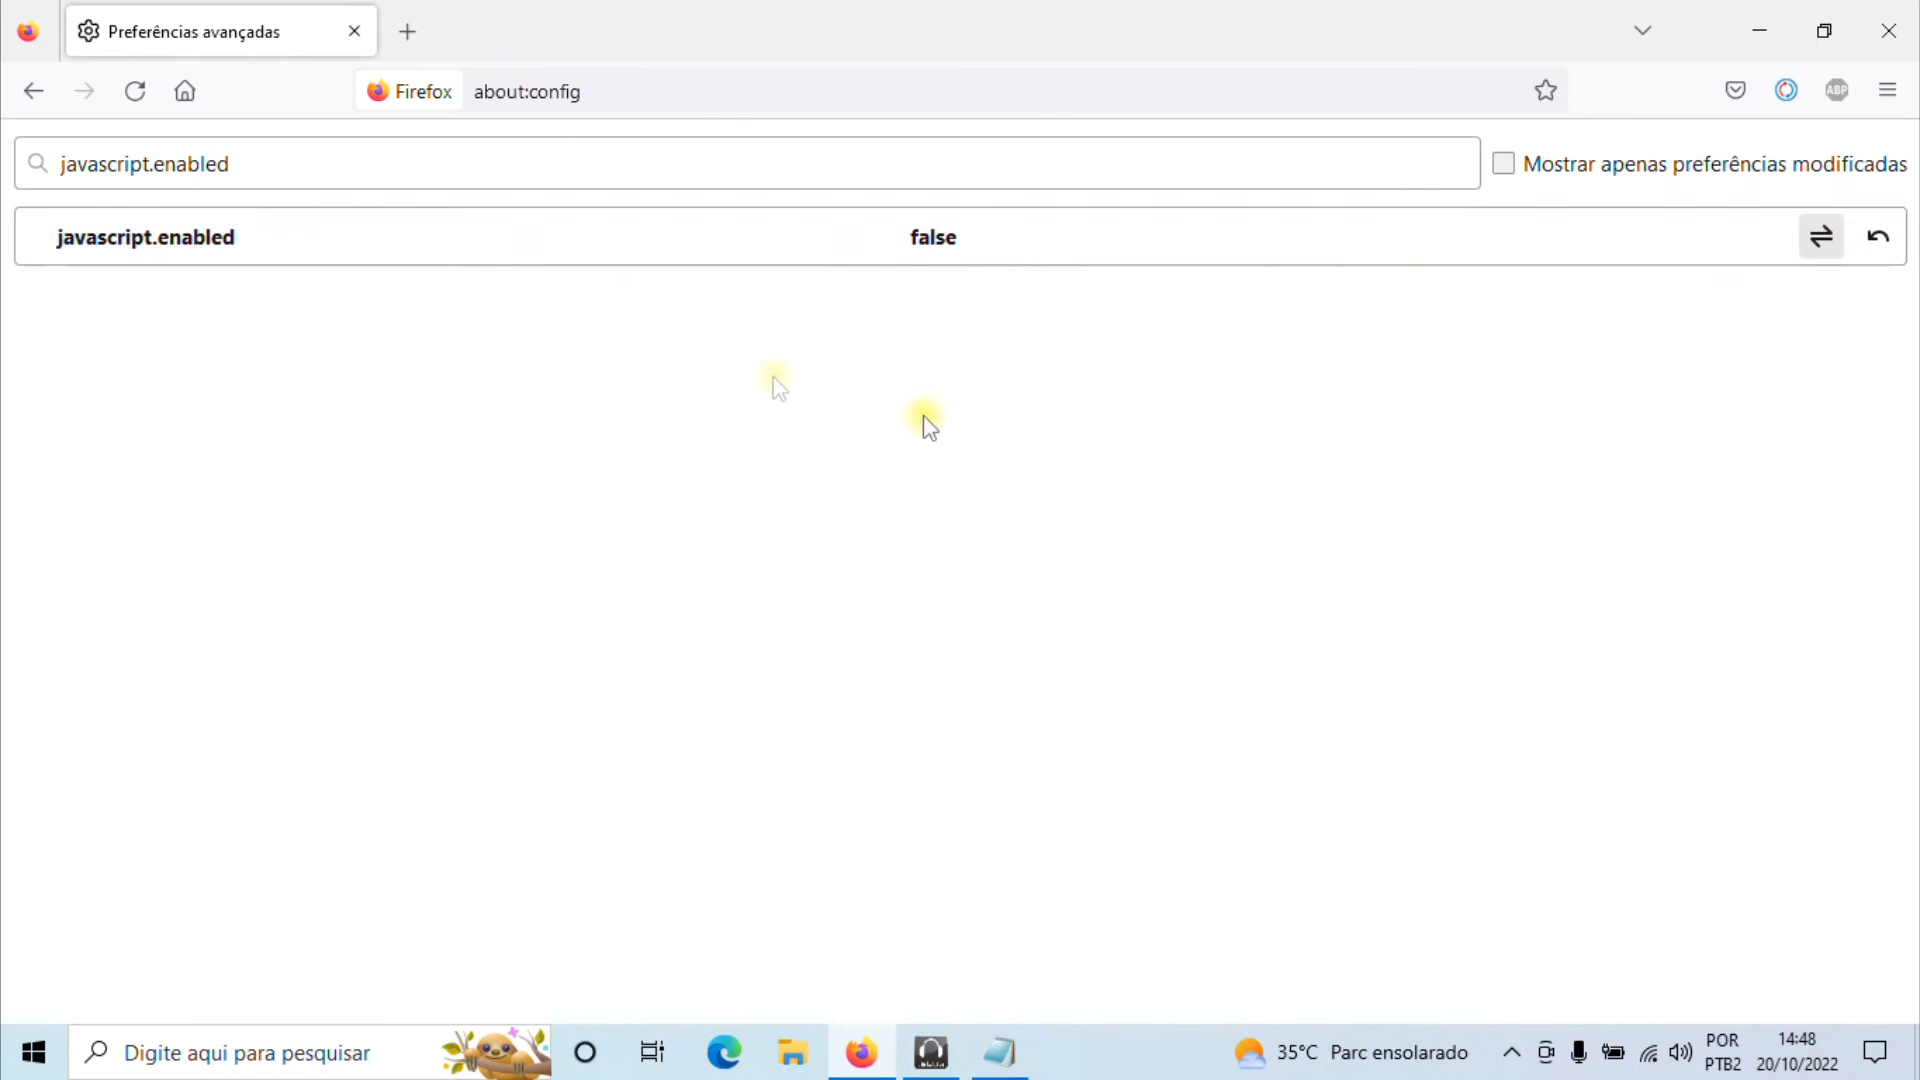 Preferências avançadas
Firefox
about:config
javascript.enabled
Mostrar apenas preferências modificadas
javascript.enabled
false
ABP
Digite aqui para pesquisar
35°C Parc ensolarado
POR
PTB2
14:48
20/10/2022